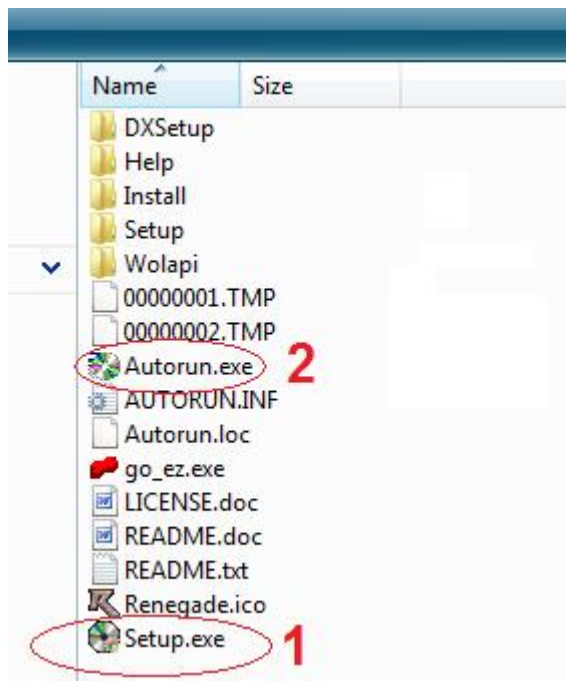 Name Size
DXSetup
Help
Install
Setup
Wolapi
00000001.TMP
00000002.TMP
Autorun.exe 2
AUTORUN.INF
Autorun.loc
go_ez.exe
LICENSE.doc
README.doc
README.txt
Renegade.ico
Setup.exe 1